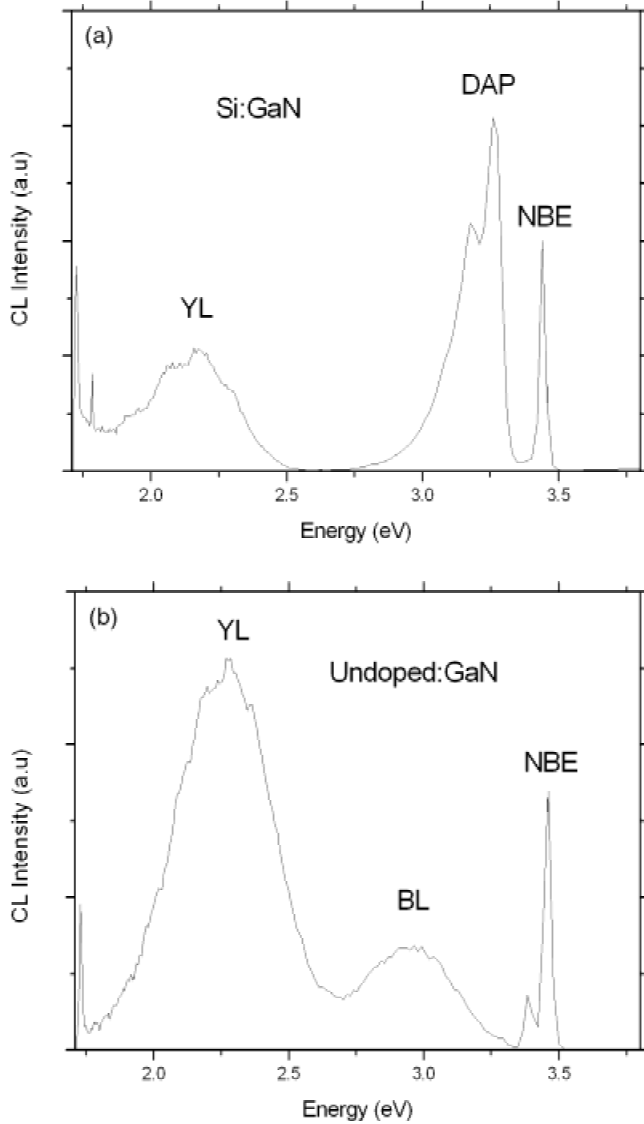 (a)
DAP
Si:GaN
NBE
YL
CL Intensity (a.u)
2.0 2.5 3.0 3.5
Energy (eV)
(b)
YL
Undoped:GaN
NBE
BL
CL Intensity (a.u)
2.0 2.5 3.0 3.5
Energy (eV)